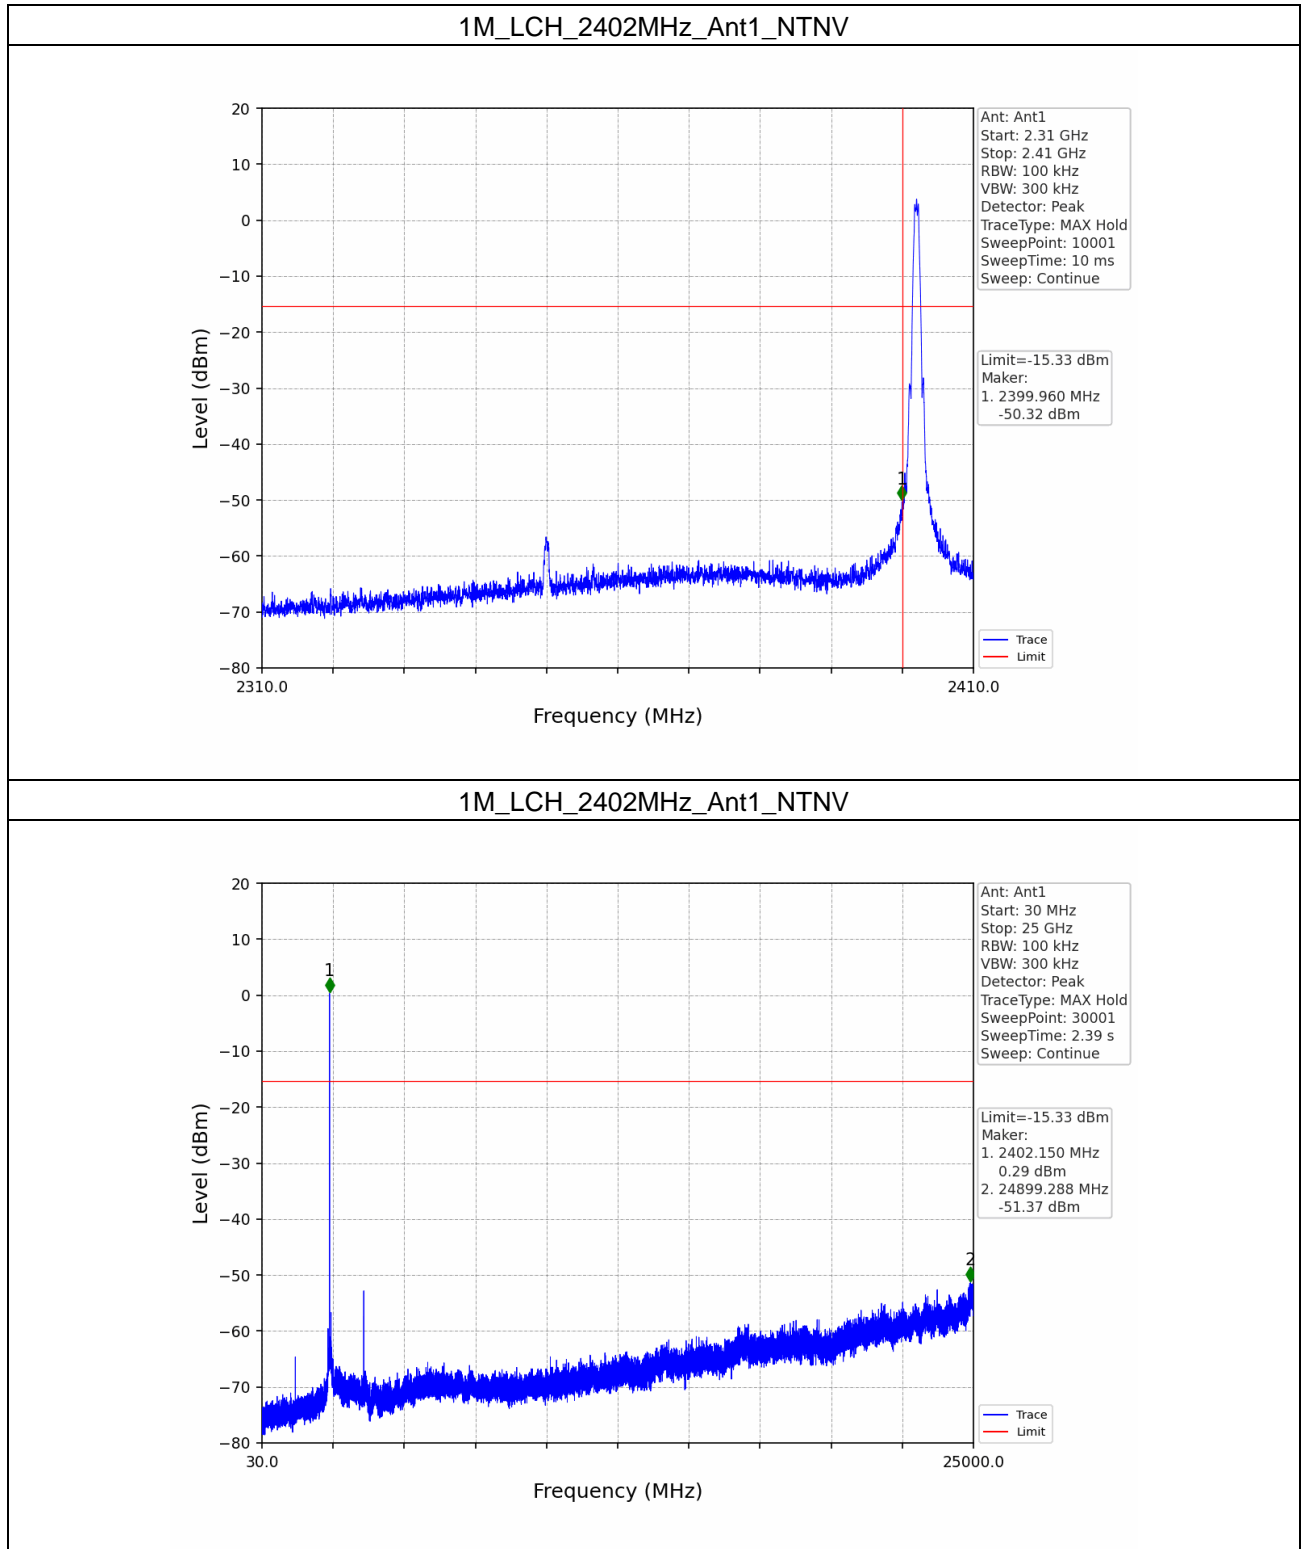 1M_LCH_2402MHz_Ant1_NTNV
20
10
0
−10
−20
−30
−40
−50
−60
−70
−80
Level (dBm)
1
2310.0
2410.0
Frequency (MHz)
Ant: Ant1
Start: 2.31 GHz
Stop: 2.41 GHz
RBW: 100 kHz
VBW: 300 kHz
Detector: Peak
TraceType: MAX Hold
SweepPoint: 10001
SweepTime: 10 ms
Sweep: Continue
Limit=-15.33 dBm
Maker:
1. 2399.960 MHz
-50.32 dBm
Trace
Limit
1M_LCH_2402MHz_Ant1_NTNV
20
10
0
−10
−20
−30
−40
−50
−60
−70
−80
Level (dBm)
1
2
30.0
25000.0
Frequency (MHz)
Ant: Ant1
Start: 30 MHz
Stop: 25 GHz
RBW: 100 kHz
VBW: 300 kHz
Detector: Peak
TraceType: MAX Hold
SweepPoint: 30001
SweepTime: 2.39 s
Sweep: Continue
Limit=-15.33 dBm
Maker:
1. 2402.150 MHz
0.29 dBm
2. 24899.288 MHz
-51.37 dBm
Trace
Limit